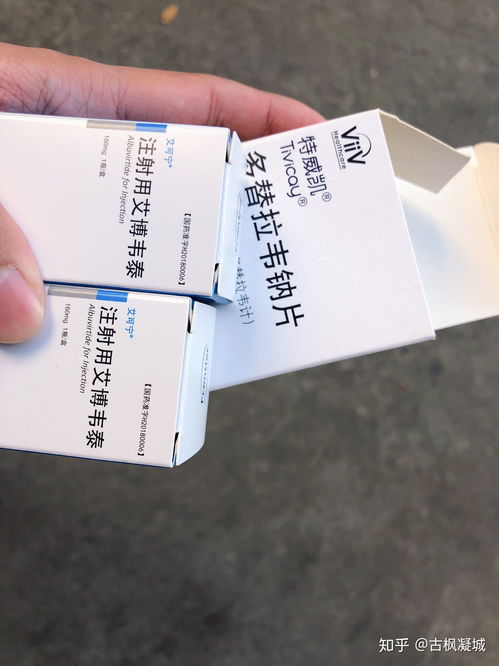 艾可宁®
注射用艾博韦泰
Albuvirtide for Injection
160mg 1瓶/盒
【国药准字H20180006】
艾可宁®
注射用艾博韦泰
Albuvirtide for Injection
160mg 1瓶/盒
【国药准字H20180006】
ViiV
Healthcare
特威凯®
Tivicay®
多替拉韦钠片
替拉韦计)
知乎 @古枫凝城